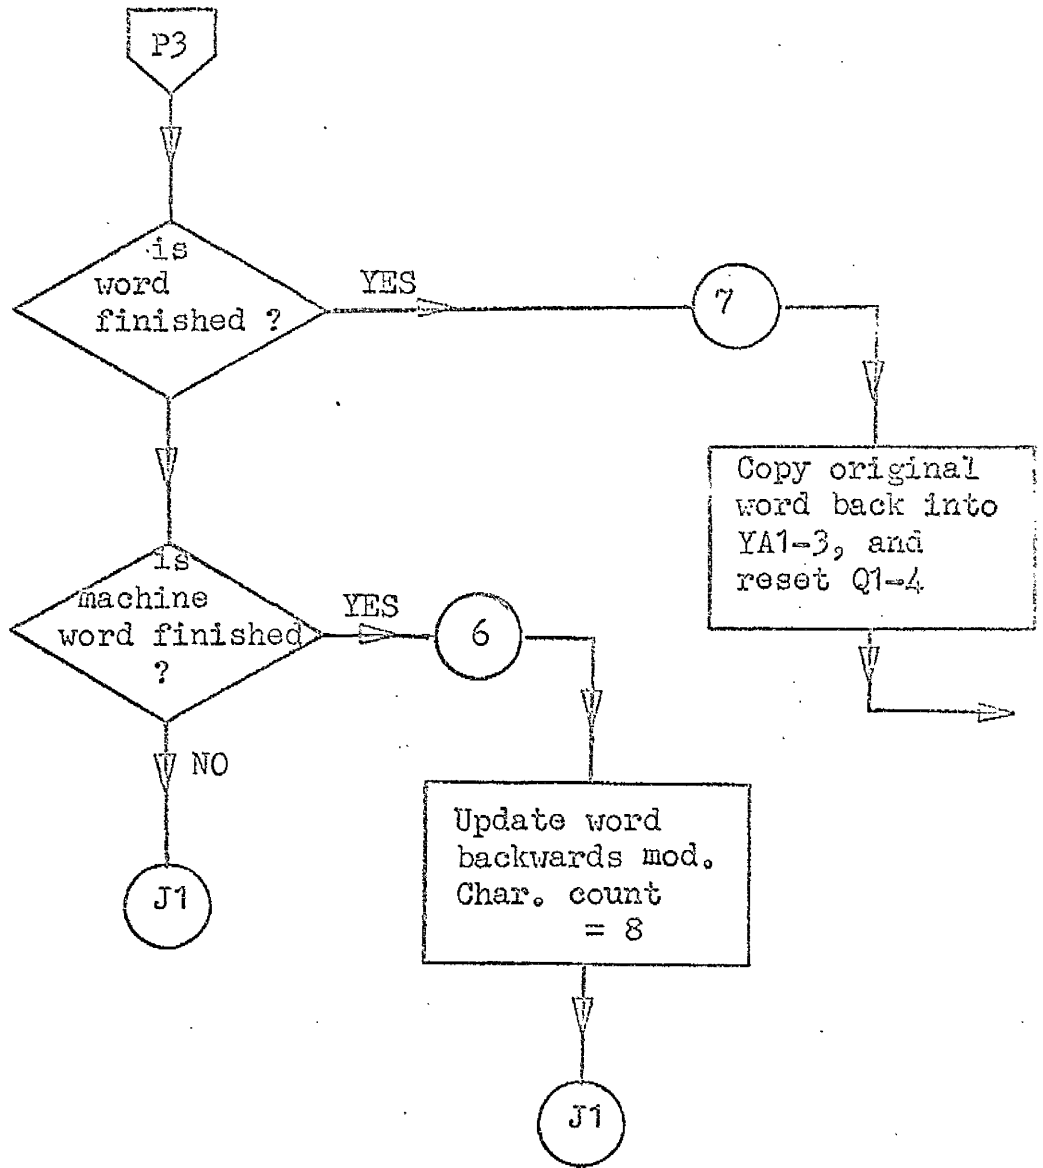 P3
is
word
finished ?
YES
7
Copy original
word back into
YA1-3, and
reset Q1-4
is
machine
word finished
?
YES
6
NO
Update word
backwards mod.
Char. count
= 8
J1
J1